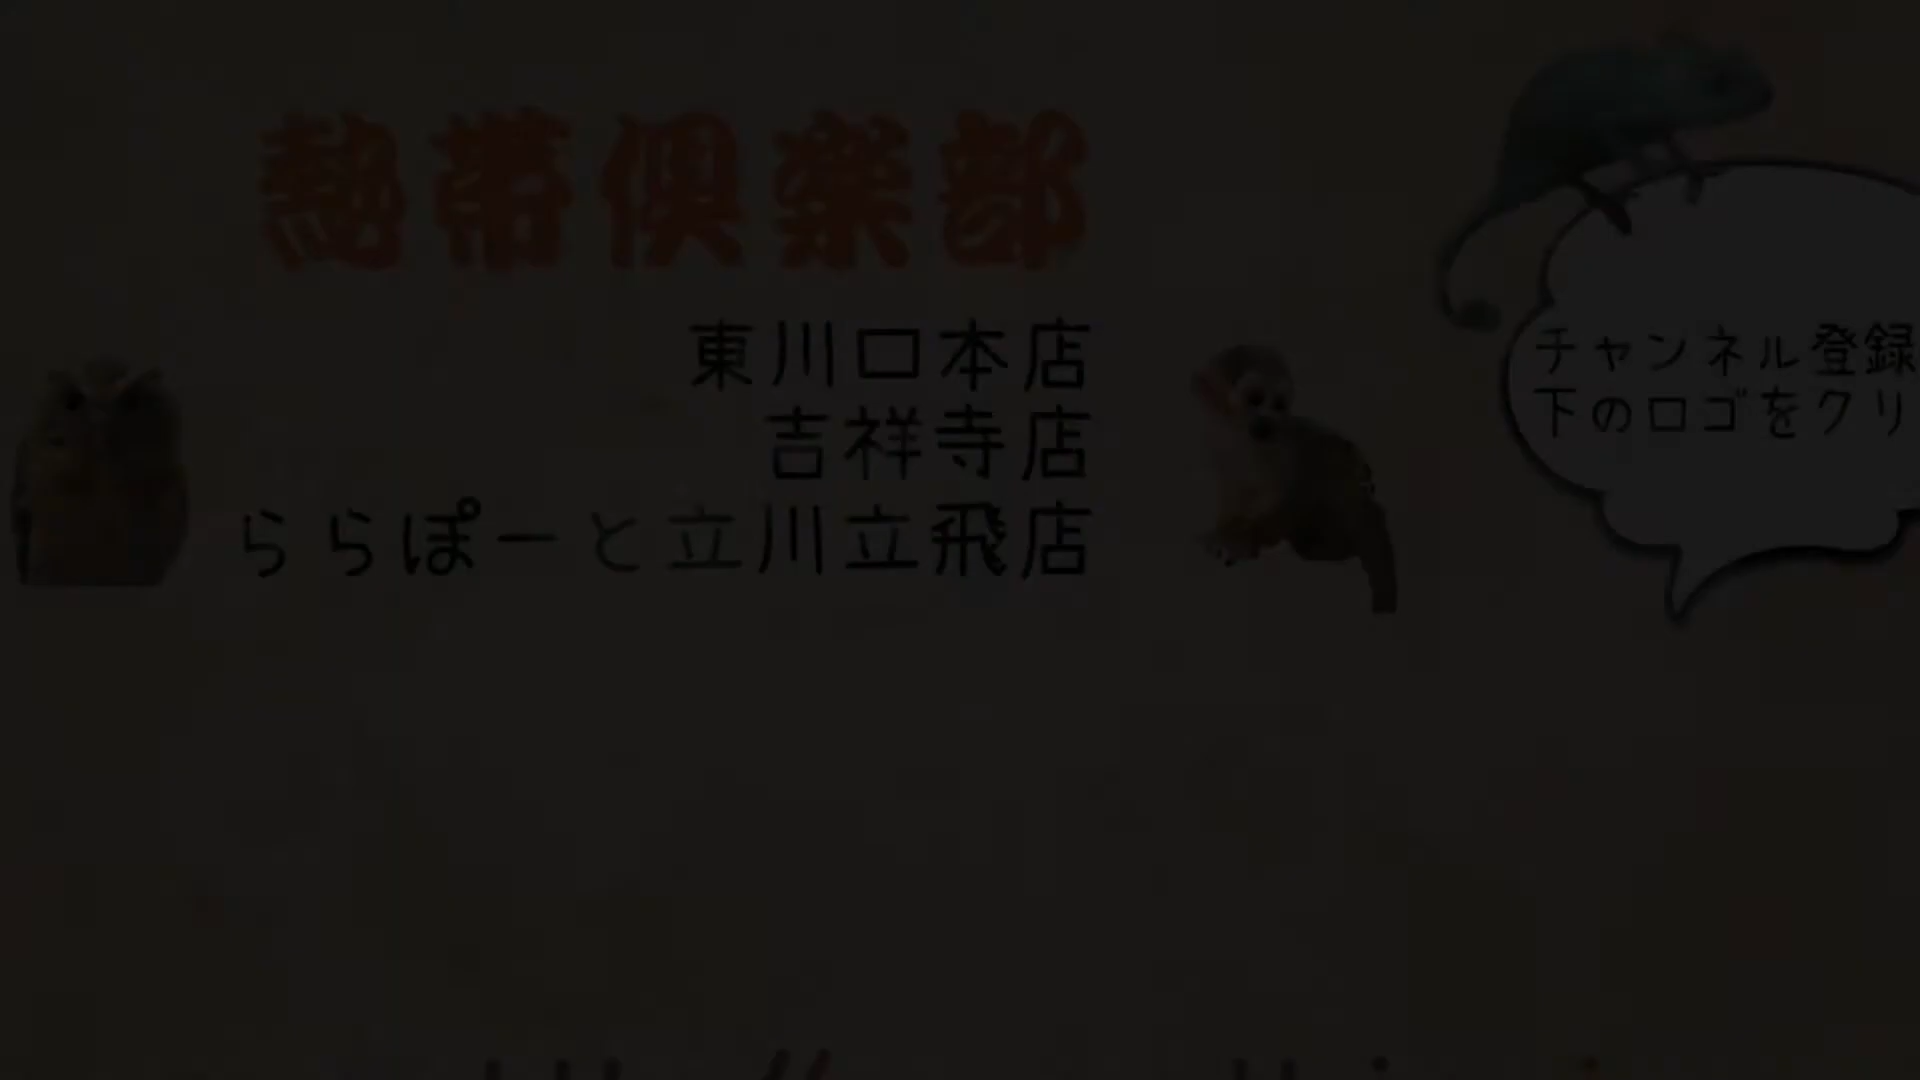 熱帯倶楽部
東川口本店
吉祥寺店
ららぽーと立川立飛店
チャンネル登録
下のロゴをクリ